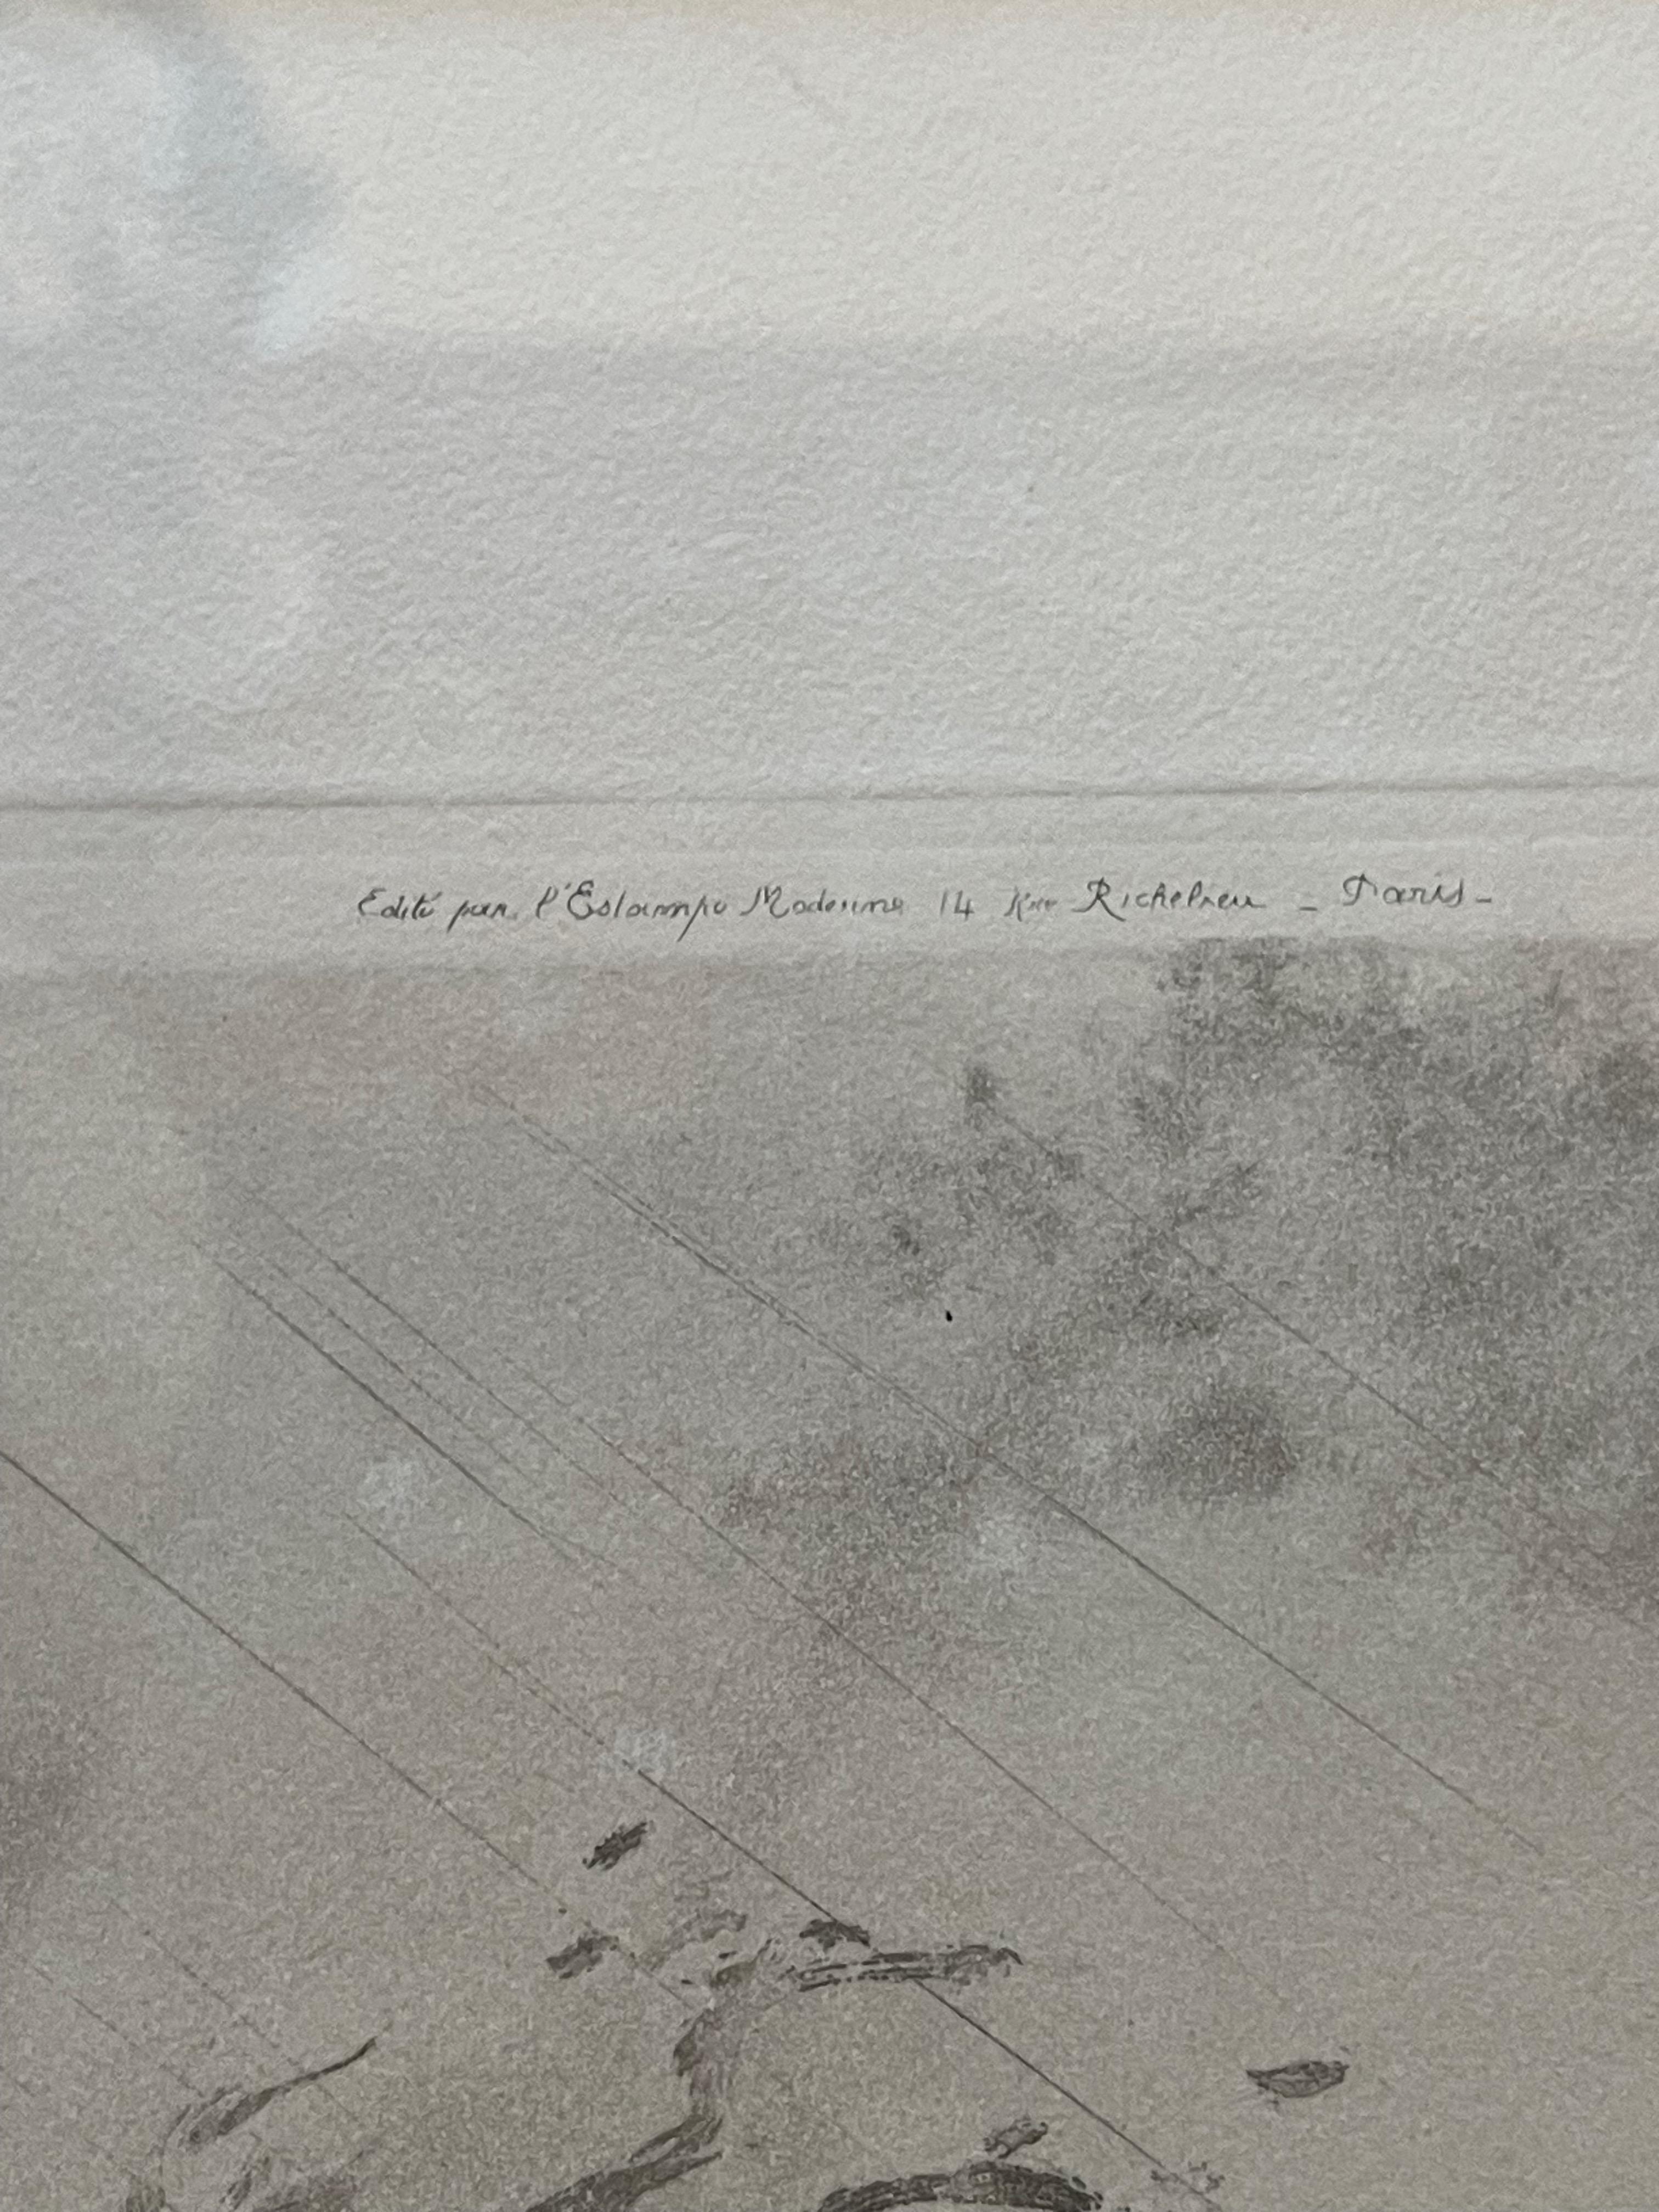 Edité par l'Estampe Moderne 14 Rue Richelieu – Paris –